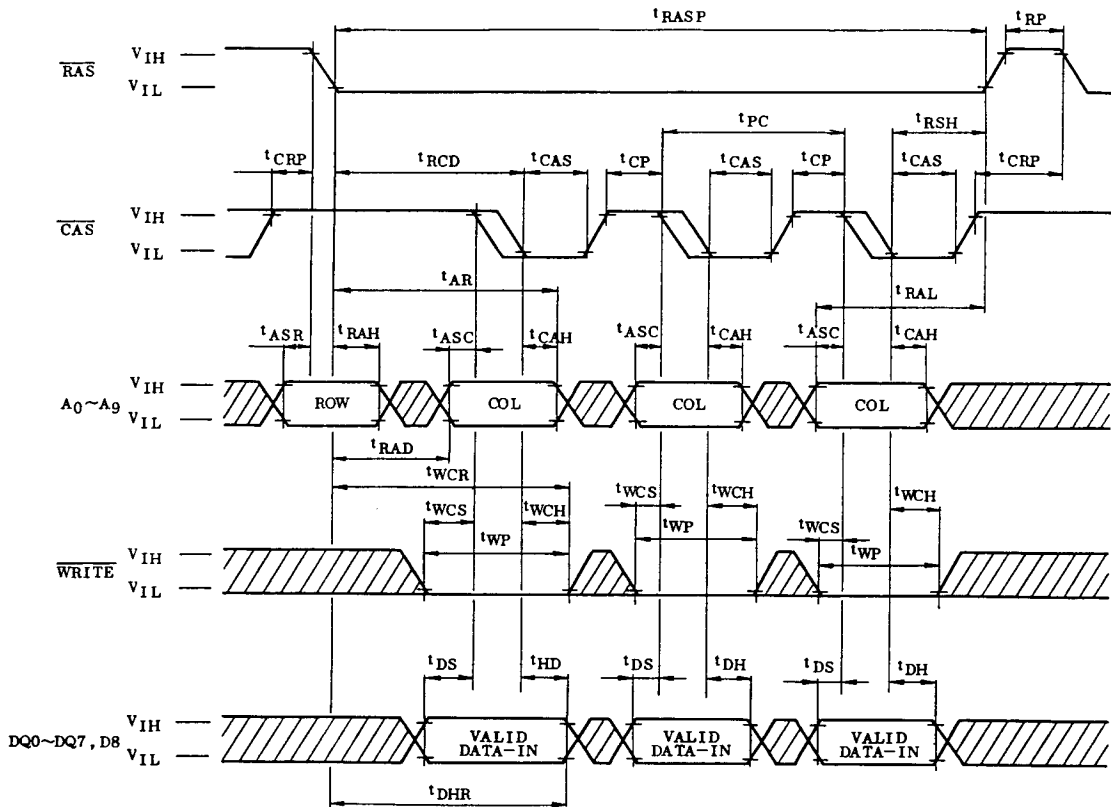 tRASP
tRP
RAS
VIH
VIL
tPC
tRSH
tCRP
tRCD
tCAS
tCP
tCAS
tCP
tCAS
tCRP
CAS
VIH
VIL
tAR
tRAL
tASR
tRAH
tASC
tCAH
tASC
tCAH
tASC
tCAH
A0~A9
VIH
VIL
ROW
COL
COL
COL
tRAD
tWCR
tWCS
tWCH
tWCS
tWCH
tWCS
tWCH
tWP
tWP
tWP
WRITE
VIH
VIL
tDS
tHD
tDS
tDH
tDS
tDH
DQ0~DQ7, D8
VIH
VIL
VALID
DATA-IN
VALID
DATA-IN
VALID
DATA-IN
tDHR